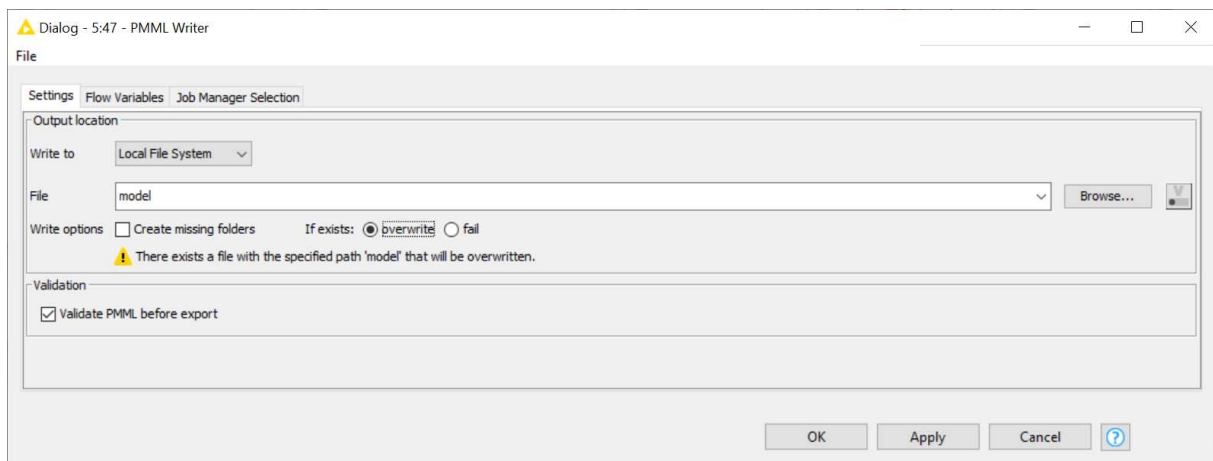 Dialog - 5:47 - PMML Writer
File
Settings Flow Variables Job Manager Selection
Output location
Write to Local File System
File model Browse...
Write options Create missing folders If exists: overwrite fail
There exists a file with the specified path 'model' that will be overwritten.
Validation
Validate PMML before export
OK Apply Cancel ?